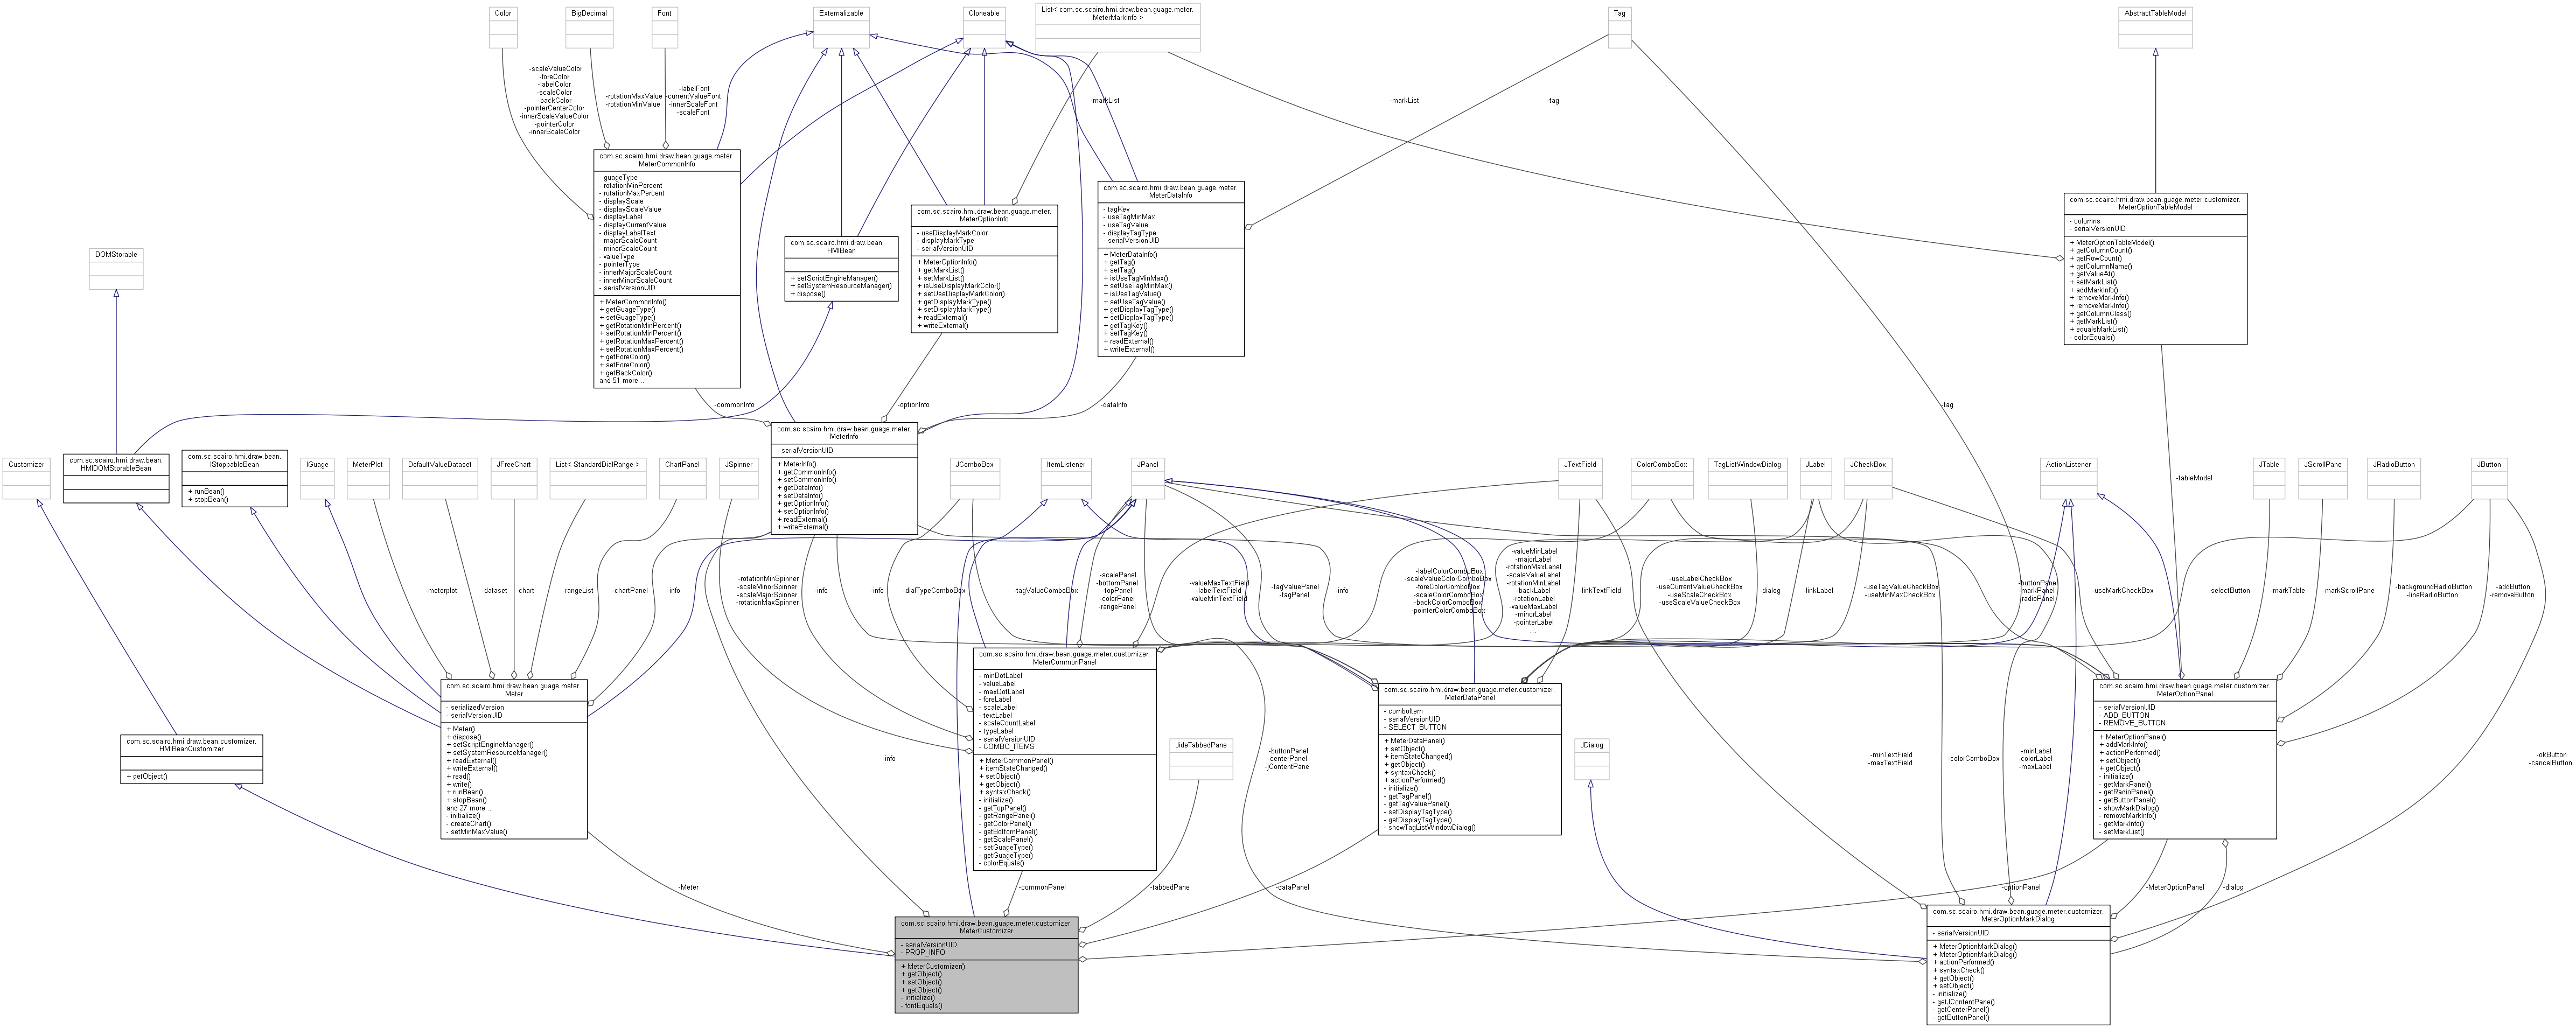 Color
BigDecimal
Font
Externalizable
Cloneable
List< com.sc.scairo.hmi.draw.bean.guage.meter.
MeterMarkInfo >
Tag
AbstractTableModel
-scaleValueColor
-foreColor
-labelColor
-scaleColor
-backColor
-pointerCenterColor
-innerScaleValueColor
-pointerColor
-innerScaleColor
-rotationMaxValue
-rotationMinValue
-labelFont
-currentValueFont
-innerScaleFont
-scaleFont
-markList
-markList
-tag
com.sc.scairo.hmi.draw.bean.guage.meter.
MeterCommonInfo
- guageType
- rotationMinPercent
- rotationMaxPercent
- displayScale
- displayScaleValue
- displayLabel
- displayCurrentValue
- displayLabelText
- majorScaleCount
- minorScaleCount
- valueType
- pointerType
- innerMajorScaleCount
- innerMinorScaleCount
- serialVersionUID
+ MeterCommonInfo()
+ getGuageType()
+ setGuageType()
+ getRotationMinPercent()
+ setRotationMinPercent()
+ getRotationMaxPercent()
+ setRotationMaxPercent()
+ getForeColor()
+ setForeColor()
+ getBackColor()
and 51 more...
com.sc.scairo.hmi.draw.bean.
HMIBean
+ setScriptEngineManager()
+ setSystemResourceManager()
+ dispose()
com.sc.scairo.hmi.draw.bean.guage.meter.
MeterOptionInfo
- useDisplayMarkColor
- displayMarkType
- serialVersionUID
+ MeterOptionInfo()
+ getMarkList()
+ setMarkList()
+ isUseDisplayMarkColor()
+ setUseDisplayMarkColor()
+ getDisplayMarkType()
+ setDisplayMarkType()
+ readExternal()
+ writeExternal()
com.sc.scairo.hmi.draw.bean.guage.meter.
MeterDataInfo
- tagKey
- useTagMinMax
- useTagValue
- displayTagType
- serialVersionUID
+ MeterDataInfo()
+ getTag()
+ setTag()
+ isUseTagMinMax()
+ setUseTagMinMax()
+ isUseTagValue()
+ setUseTagValue()
+ getDisplayTagType()
+ setDisplayTagType()
+ getTagKey()
+ setTagKey()
+ readExternal()
+ writeExternal()
com.sc.scairo.hmi.draw.bean.guage.meter.customizer.
MeterOptionTableModel
- columns
- serialVersionUID
+ MeterOptionTableModel()
+ getColumnCount()
+ getRowCount()
+ getColumnName()
+ getValueAt()
+ setMarkList()
+ addMarkInfo()
+ removeMarkInfo()
+ removeMarkInfo()
+ getColumnClass()
+ getMarkList()
+ equalsMarkList()
- colorEquals()
DOMStorable
-commonInfo
-optionInfo
-dataInfo
-tag
-tableModel
Customizer
com.sc.scairo.hmi.draw.bean.
HMIDOMStorableBean
com.sc.scairo.hmi.draw.bean.
IStoppableBean
+ runBean()
+ stopBean()
IGuage
MeterPlot
DefaultValueDataset
JFreeChart
List< StandardDialRange >
ChartPanel
JSpinner
com.sc.scairo.hmi.draw.bean.guage.meter.
MeterInfo
- serialVersionUID
+ MeterInfo()
+ getCommonInfo()
+ setCommonInfo()
+ getDataInfo()
+ setDataInfo()
+ getOptionInfo()
+ setOptionInfo()
+ readExternal()
+ writeExternal()
JComboBox
ItemListener
JPanel
JTextField
ColorComboBox
TagListWindowDialog
JLabel
JCheckBox
ActionListener
JTable
JScrollPane
JRadioButton
JButton
-meterplot
-dataset
-chart
-rangeList
-chartPanel
-info
-rotationMinSpinner
-scaleMinorSpinner
-scaleMajorSpinner
-rotationMaxSpinner
-info
-info
-dialTypeComboBox
-tagValueComboBox
-scalePanel
-bottomPanel
-topPanel
-colorPanel
-rangePanel
-valueMaxTextField
-labelTextField
-valueMinTextField
-tagValuePanel
-tagPanel
-info
-labelColorComboBox
-scaleValueColorComboBox
-foreColorComboBox
-scaleColorComboBox
-backColorComboBox
-pointerColorComboBox
-valueMinLabel
-majorLabel
-rotationMaxLabel
-scaleValueLabel
-rotationMinLabel
-backLabel
-rotationLabel
-valueMaxLabel
-minorLabel
-pointerLabel
...
-linkTextField
-useLabelCheckBox
-useCurrentValueCheckBox
-useScaleCheckBox
-useScaleValueCheckBox
-dialog
-linkLabel
-useTagValueCheckBox
-useMinMaxCheckBox
-buttonPanel
-markPanel
-radioPanel
-useMarkCheckBox
-selectButton
-markTable
-markScrollPane
-backgroundRadioButton
-lineRadioButton
-addButton
-removeButton
com.sc.scairo.hmi.draw.bean.customizer.
HMIBeanCustomizer
+ getObject()
com.sc.scairo.hmi.draw.bean.guage.meter.
Meter
- serializedVersion
- serialVersionUID
+ Meter()
+ dispose()
+ setScriptEngineManager()
+ setSystemResourceManager()
+ readExternal()
+ writeExternal()
+ read()
+ write()
+ runBean()
+ stopBean()
and 27 more...
- initialize()
- createChart()
- setMinMaxValue()
-info
com.sc.scairo.hmi.draw.bean.guage.meter.customizer.
MeterCommonPanel
- minDotLabel
- valueLabel
- maxDotLabel
- foreLabel
- scaleLabel
- textLabel
- scaleCountLabel
- typeLabel
- serialVersionUID
- COMBO_ITEMS
+ MeterCommonPanel()
+ itemStateChanged()
+ setObject()
+ getObject()
+ syntaxCheck()
- initialize()
- getTopPanel()
- getRangePanel()
- getColorPanel()
- getBottomPanel()
- getScalePanel()
- setGuageType()
- getGuageType()
- colorEquals()
JideTabbedPane
-buttonPanel
-centerPanel
-jContentPane
com.sc.scairo.hmi.draw.bean.guage.meter.customizer.
MeterDataPanel
- comboItem
- serialVersionUID
- SELECT_BUTTON
+ MeterDataPanel()
+ setObject()
+ itemStateChanged()
+ getObject()
+ syntaxCheck()
+ actionPerformed()
- initialize()
- getTagPanel()
- getTagValuePanel()
- setDisplayTagType()
- getDisplayTagType()
- showTagListWindowDialog()
JDialog
-minTextField
-maxTextField
-colorComboBox
-minLabel
-colorLabel
-maxLabel
com.sc.scairo.hmi.draw.bean.guage.meter.customizer.
MeterOptionPanel
- serialVersionUID
- ADD_BUTTON
- REMOVE_BUTTON
+ MeterOptionPanel()
+ addMarkInfo()
+ actionPerformed()
+ setObject()
+ getObject()
- initialize()
- getMarkPanel()
- getRadioPanel()
- getButtonPanel()
- showMarkDialog()
- removeMarkInfo()
- getMarkInfo()
- setMarkList()
-okButton
-cancelButton
-Meter
-commonPanel
-tabbedPane
-dataPanel
-optionPanel
-MeterOptionPanel
-dialog
com.sc.scairo.hmi.draw.bean.guage.meter.customizer.
MeterCustomizer
- serialVersionUID
- PROP_INFO
+ MeterCustomizer()
+ getObject()
+ setObject()
+ getObject()
- initialize()
- fontEquals()
com.sc.scairo.hmi.draw.bean.guage.meter.customizer.
MeterOptionMarkDialog
- serialVersionUID
+ MeterOptionMarkDialog()
+ MeterOptionMarkDialog()
+ actionPerformed()
+ syntaxCheck()
+ getObject()
+ setObject()
- initialize()
- getJContentPane()
- getCenterPanel()
- getButtonPanel()